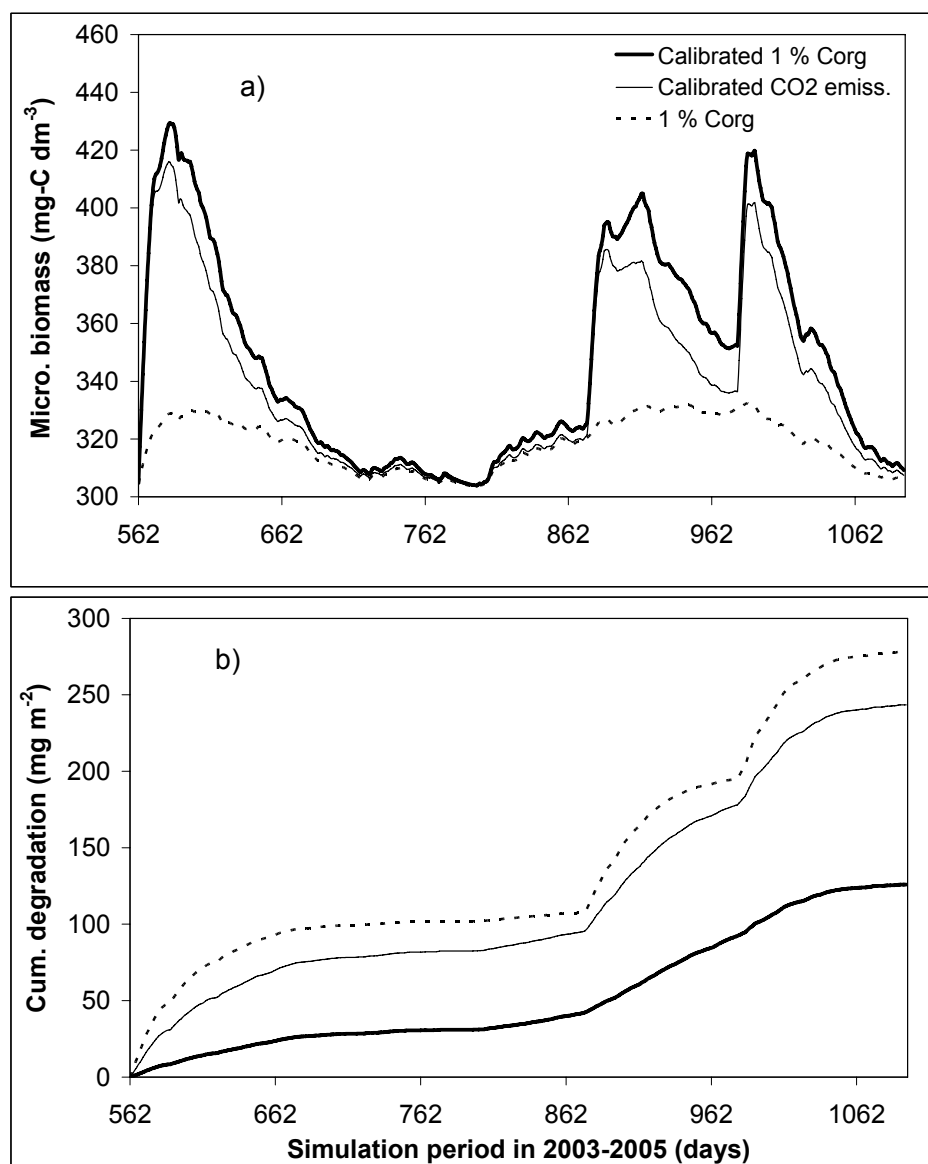 460
440
420
400
380
360
340
320
300
Micro. biomass (mg-C dm-3)
a)
Calibrated 1 % Corg
Calibrated CO2 emiss.
1 % Corg
562 662 762 862 962 1062
300
250
200
150
100
50
0
Cum. degradation (mg m-2)
b)
562 662 762 862 962 1062
Simulation period in 2003-2005 (days)